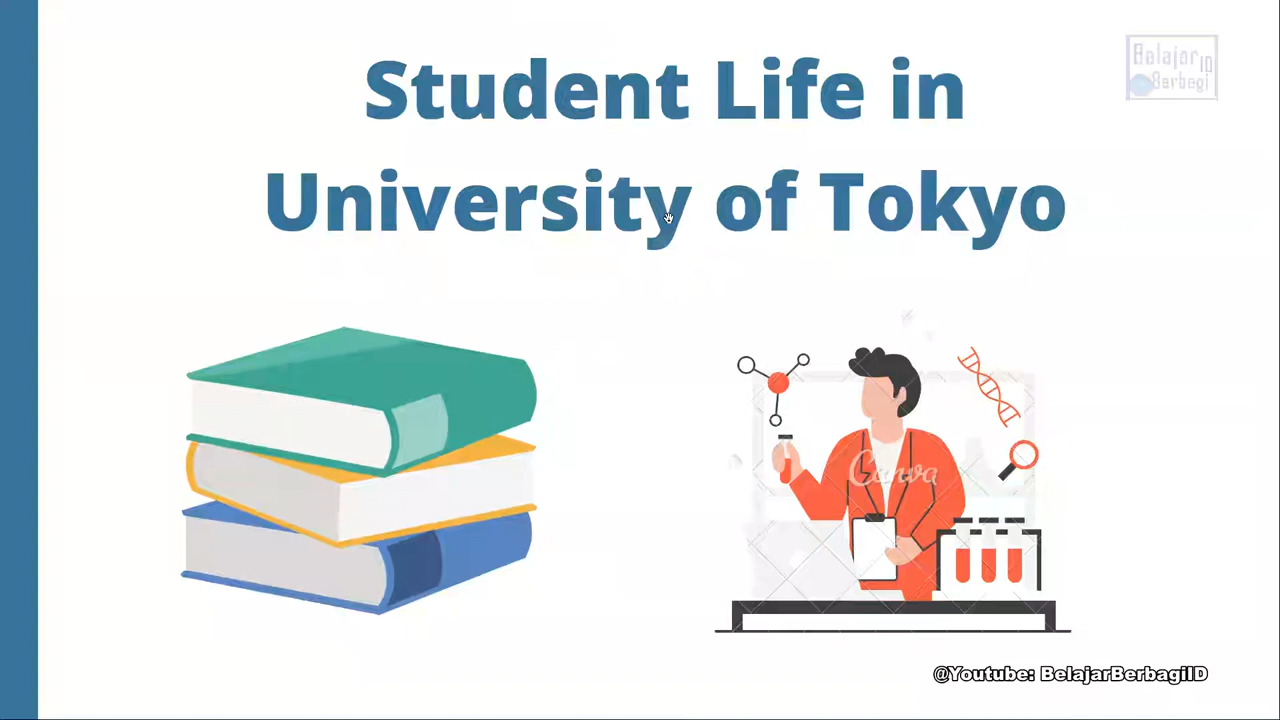 Student Life in
University of Tokyo
Belajar ID
Berbagi
Canva
@Youtube: BelajarBerbagiID